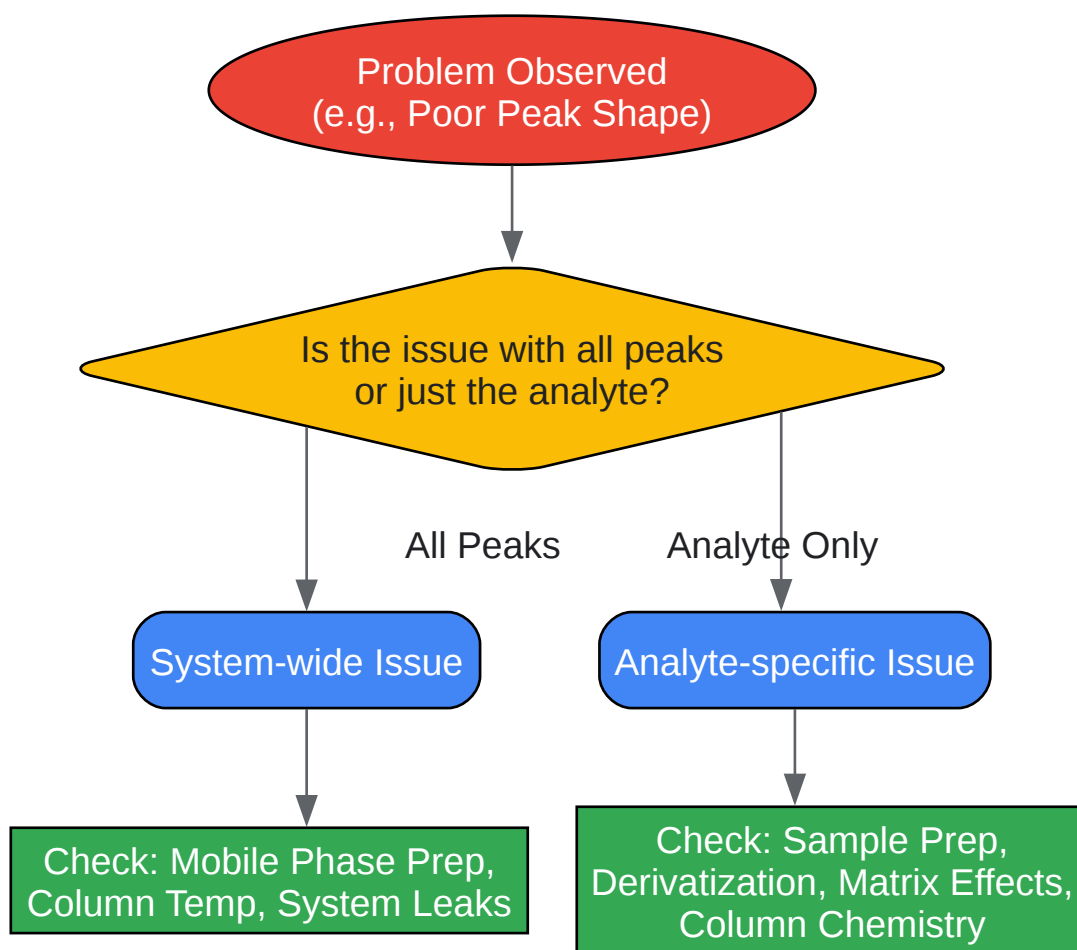 Problem Observed
(e.g., Poor Peak Shape)
Is the issue with all peaks
or just the analyte?
All Peaks
Analyte Only
System-wide Issue
Analyte-specific Issue
Check: Mobile Phase Prep,
Column Temp, System Leaks
Check: Sample Prep,
Derivatization, Matrix Effects,
Column Chemistry